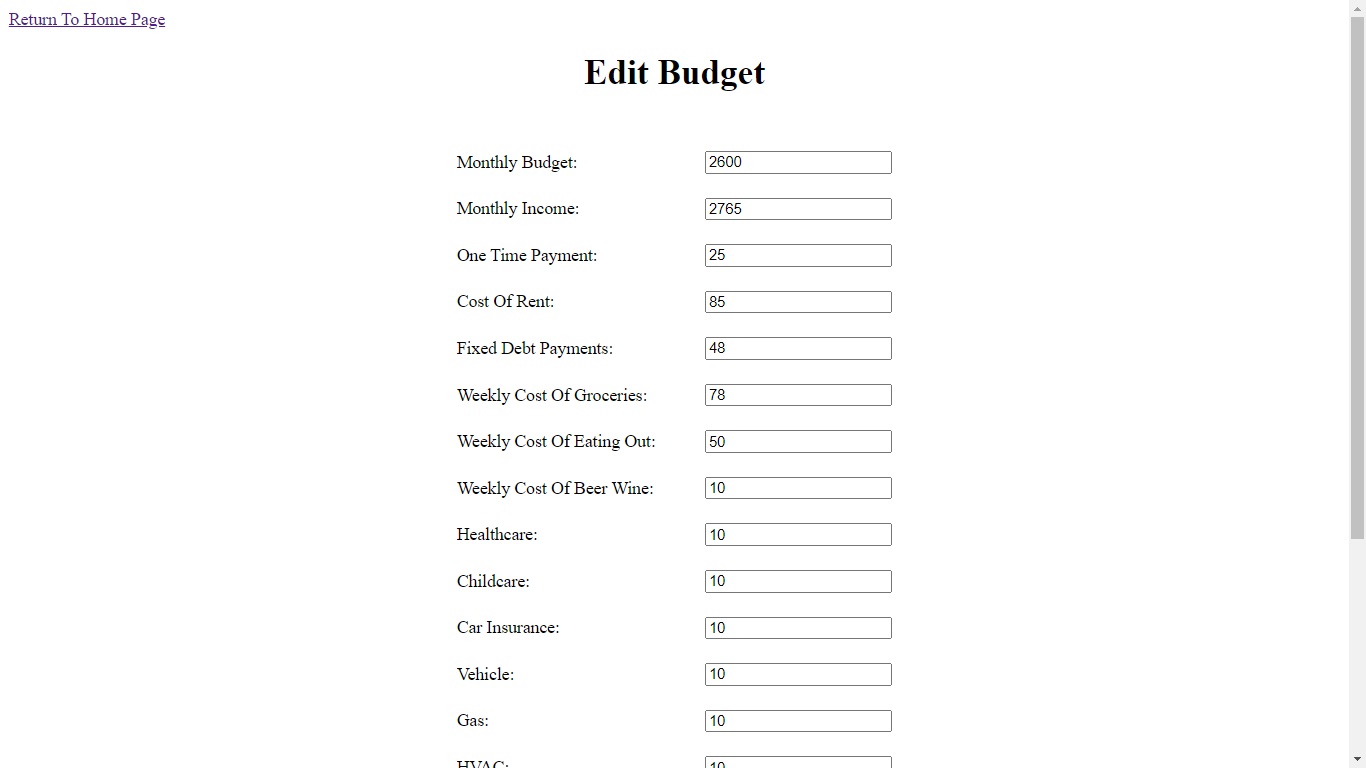 Return To Home Page
Edit Budget
Monthly Budget: 2600
Monthly Income: 2765
One Time Payment: 25
Cost Of Rent: 85
Fixed Debt Payments: 48
Weekly Cost Of Groceries: 78
Weekly Cost Of Eating Out: 50
Weekly Cost Of Beer Wine: 10
Healthcare: 10
Childcare: 10
Car Insurance: 10
Vehicle: 10
Gas: 10
HVAC: 10